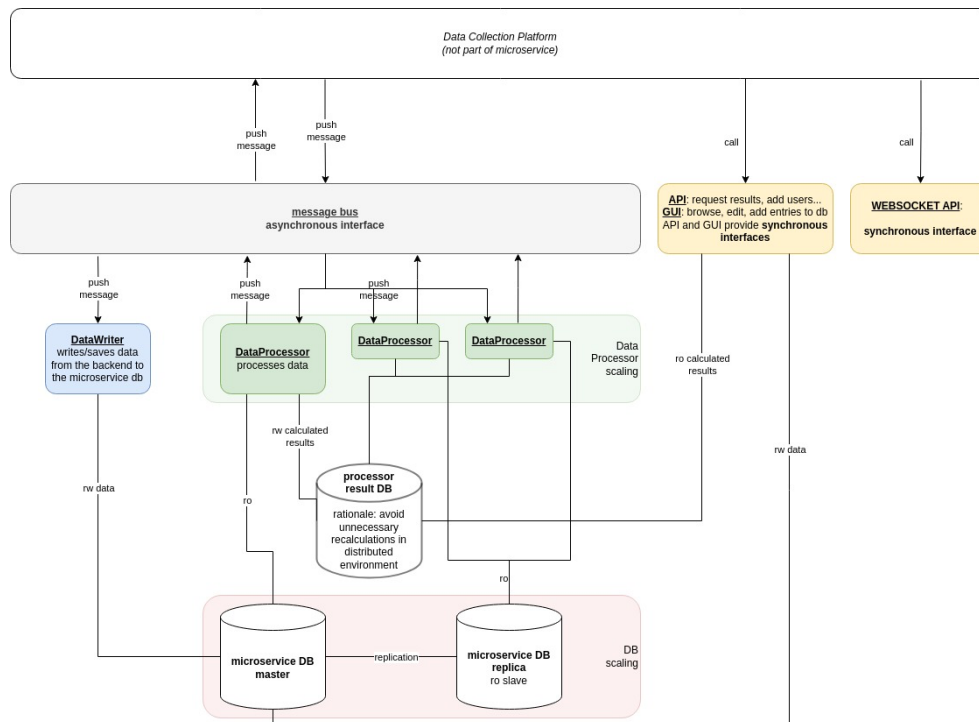 Data Collection Platform
(not part of microservice)
push
message
push
message
call
call
message bus
asynchronous interface
API: request results, add users...
GUI: browse, edit, add entries to db
API and GUI provide synchronous
interfaces
WEBSOCKET API:
synchronous interface
push
message
push
message
push
message
DataWriter
writes/saves data
from the backend to
the microservice db
DataProcessor
processes data
DataProcessor
DataProcessor
Data
Processor
scaling
ro calculated
results
rw calculated
results
rw data
rw data
ro
processor
result DB
rationale: avoid
unnecessary
recalculations in
distributed
environment
ro
microservice DB
master
replication
microservice DB
replica
ro slave
DB
scaling